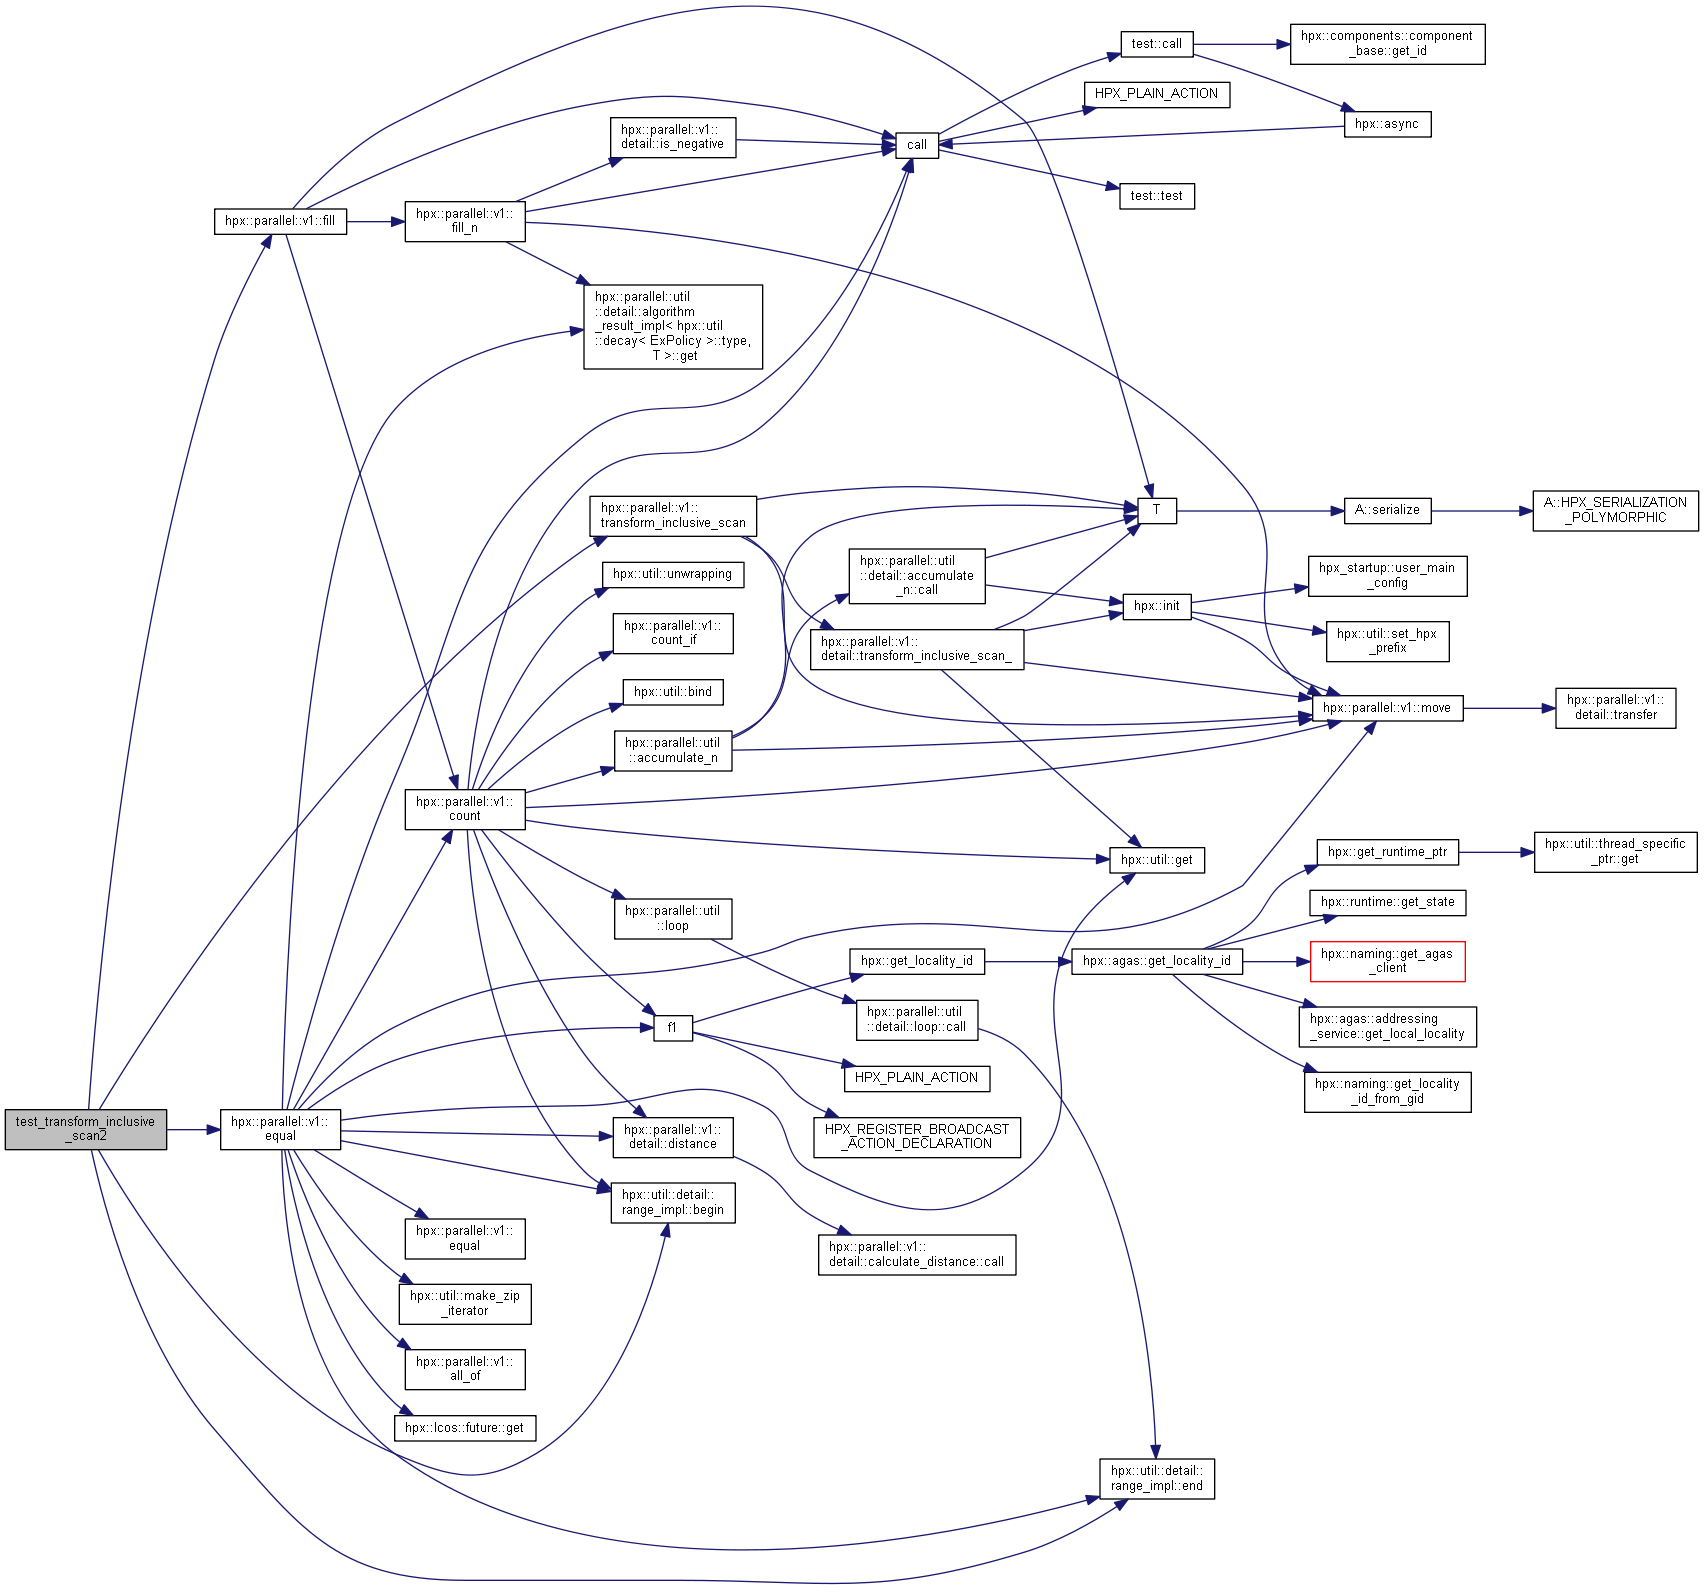 test::call
hpx::components::component
_base::get_id
HPX_PLAIN_ACTION
hpx::async
hpx::parallel::v1::
detail::is_negative
call
test::test
hpx::parallel::v1::fill
hpx::parallel::v1::
fill_n
hpx::parallel::util
::detail::algorithm
_result_impl< hpx::util
::decay< ExPolicy >::type,
T >::get
hpx::parallel::v1::
transform_inclusive_scan
T
A::serialize
A::HPX_SERIALIZATION
_POLYMORPHIC
hpx::util::unwrapping
hpx::parallel::util
::detail::accumulate
_n::call
hpx_startup::user_main
_config
hpx::init
hpx::parallel::v1::
count_if
hpx::parallel::v1::
detail::transform_inclusive_scan_
hpx::util::set_hpx
_prefix
hpx::util::bind
hpx::parallel::v1::move
hpx::parallel::v1::
detail::transfer
hpx::parallel::util
::accumulate_n
hpx::parallel::v1::
count
hpx::util::get
hpx::get_runtime_ptr
hpx::util::thread_specific
_ptr::get
hpx::parallel::util
::loop
hpx::runtime::get_state
hpx::get_locality_id
hpx::agas::get_locality_id
hpx::naming::get_agas
_client
f1
hpx::parallel::util
::detail::loop::call
hpx::agas::addressing
_service::get_local_locality
HPX_PLAIN_ACTION
hpx::naming::get_locality
_id_from_gid
test_transform_inclusive
_scan2
hpx::parallel::v1::
equal
hpx::parallel::v1::
detail::distance
HPX_REGISTER_BROADCAST
_ACTION_DECLARATION
hpx::util::detail::
range_impl::begin
hpx::parallel::v1::
equal
hpx::parallel::v1::
detail::calculate_distance::call
hpx::util::make_zip
_iterator
hpx::parallel::v1::
all_of
hpx::lcos::future::get
hpx::util::detail::
range_impl::end